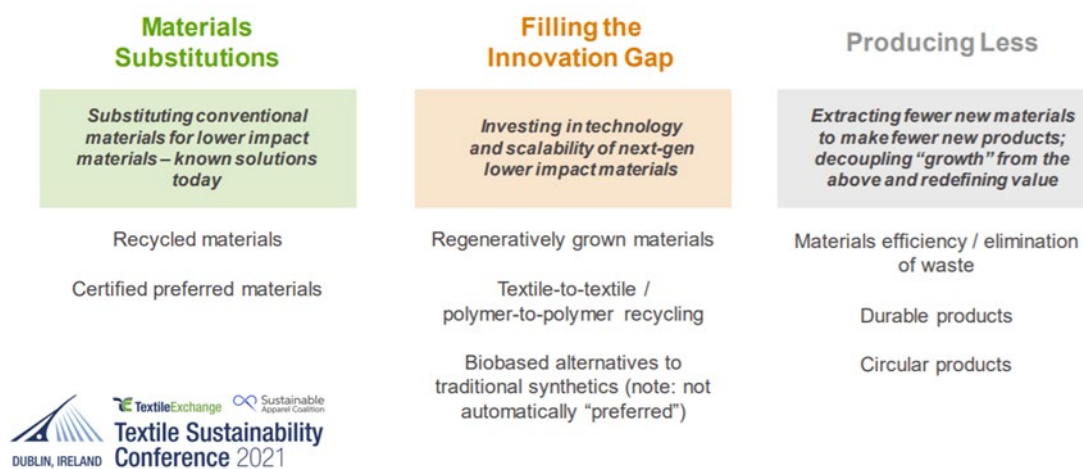 Materials
Substitutions
Substituting conventional
materials for lower impact
materials – known solutions
today
Recycled materials
Certified preferred materials
Filling the
Innovation Gap
Investing in technology
and scalability of next-gen
lower impact materials
Regeneratively grown materials
Textile-to-textile /
polymer-to-polymer recycling
Biobased alternatives to
traditional synthetics (note: not
automatically “preferred”)
Producing Less
Extracting fewer new materials
to make fewer new products;
decoupling “growth” from the
above and redefining value
Materials efficiency / elimination
of waste
Durable products
Circular products
TextileExchange
Sustainable
Apparel Coalition
Textile Sustainability
Conference 2021
DUBLIN, IRELAND